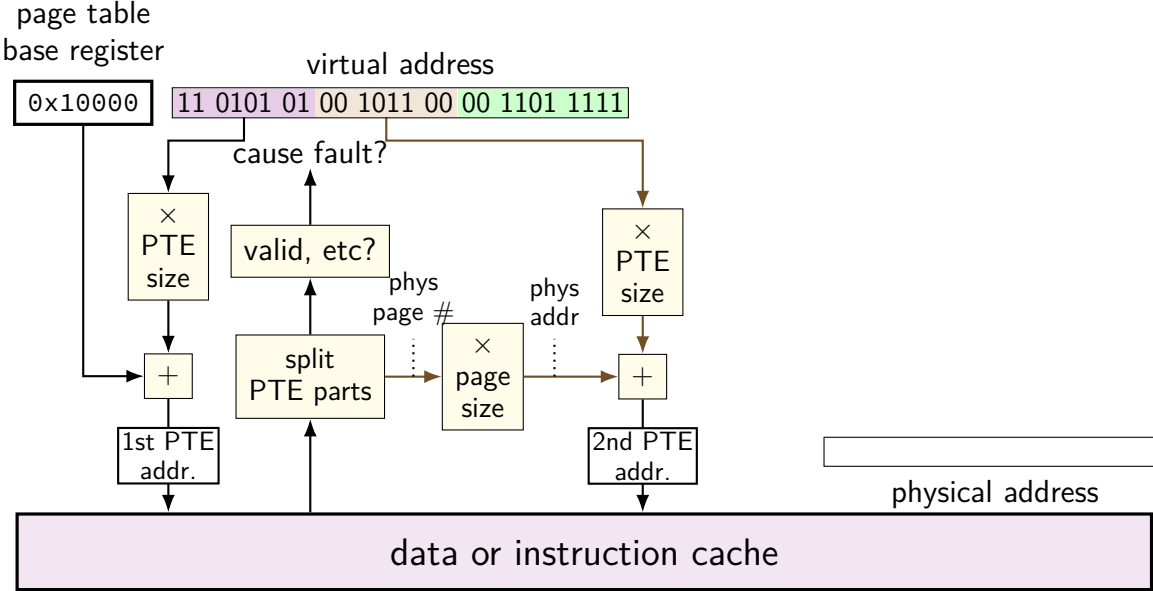 page table
base register
virtual address
0x10000
11 0101 01 00 1011 00 00 1101 1111
cause fault?
×
PTE
size
valid, etc?
×
PTE
size
phys
page #
phys
addr
split
PTE parts
×
page
size
+
+
1st PTE
addr.
2nd PTE
addr.
physical address
data or instruction cache